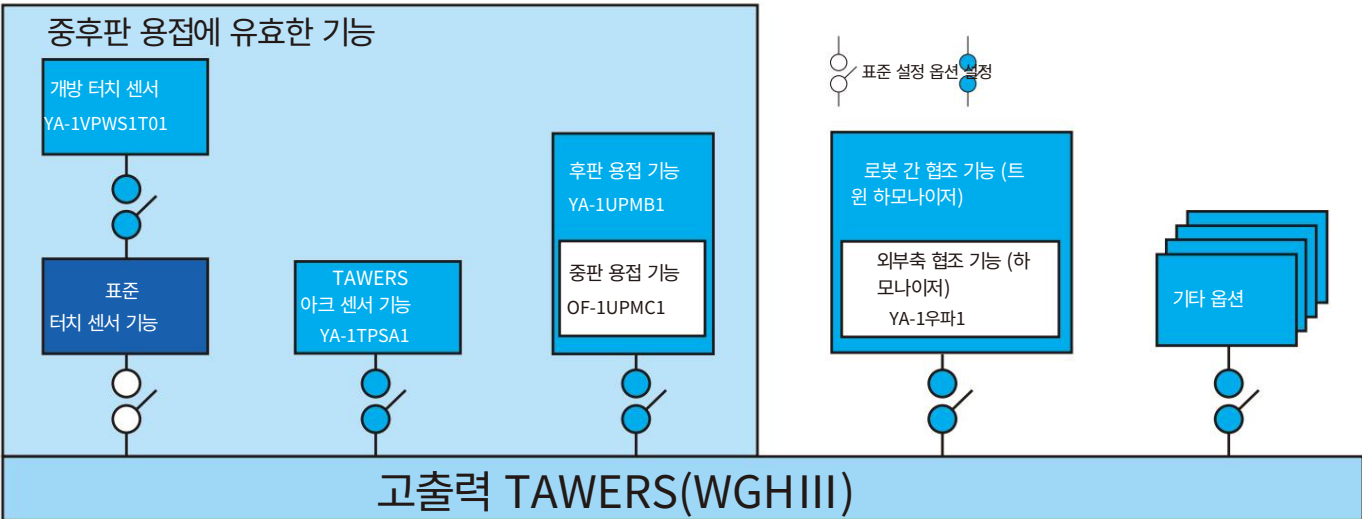 중후판 용접에 유효한 기능
개방 터치 센서
YA-1VPWS1T01
표준 설정 옵션 설정
후판 용접 기능
YA-1UPMB1
중판 용접 기능
OF-1UPMC1
로봇 간 협조 기능 (트
윈 하모나이저)
외부축 협조 기능 (하
모나이저)
YA-1우파1
표준
터치 센서 기능
TAWERS
아크 센서 기능
YA-1TPSA1
기타 옵션
고출력 TAWERS(WGHIII)